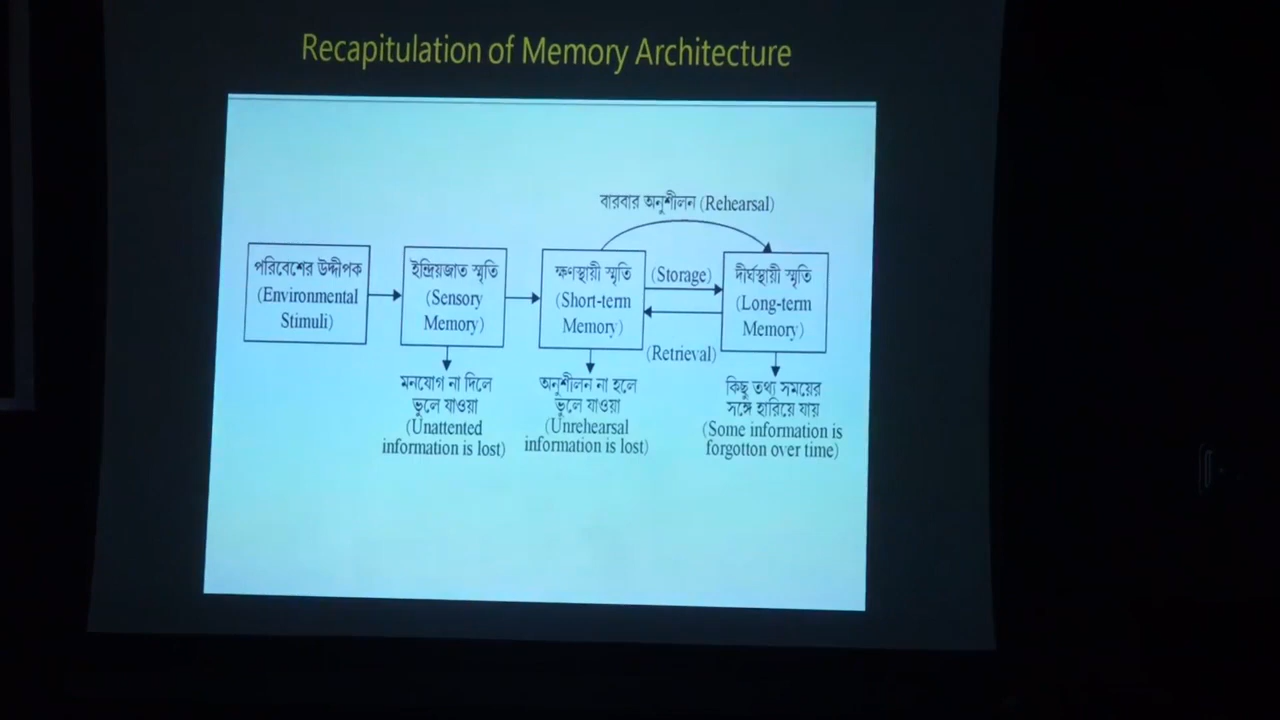 Recapitulation of Memory Architecture
বারবার অনুশীলন (Rehearsal)
পরিবেশের উদ্দীপক
(Environmental
Stimuli)
ইন্দ্রিয়জাত স্মৃতি
(Sensory
Memory)
ক্ষণস্থায়ী স্মৃতি
(Short-term
Memory)
(Storage)
(Retrieval)
দীর্ঘস্থায়ী স্মৃতি
(Long-term
Memory)
মনযোগ না দিলে
ভুলে যাওয়া
(Unattented
information is lost)
অনুশীলন না হলে
ভুলে যাওয়া
(Unrehearsal
information is lost)
কিছু তথ্য সময়ের
সঙ্গে হারিয়ে যায়
(Some information is
forgotton over time)